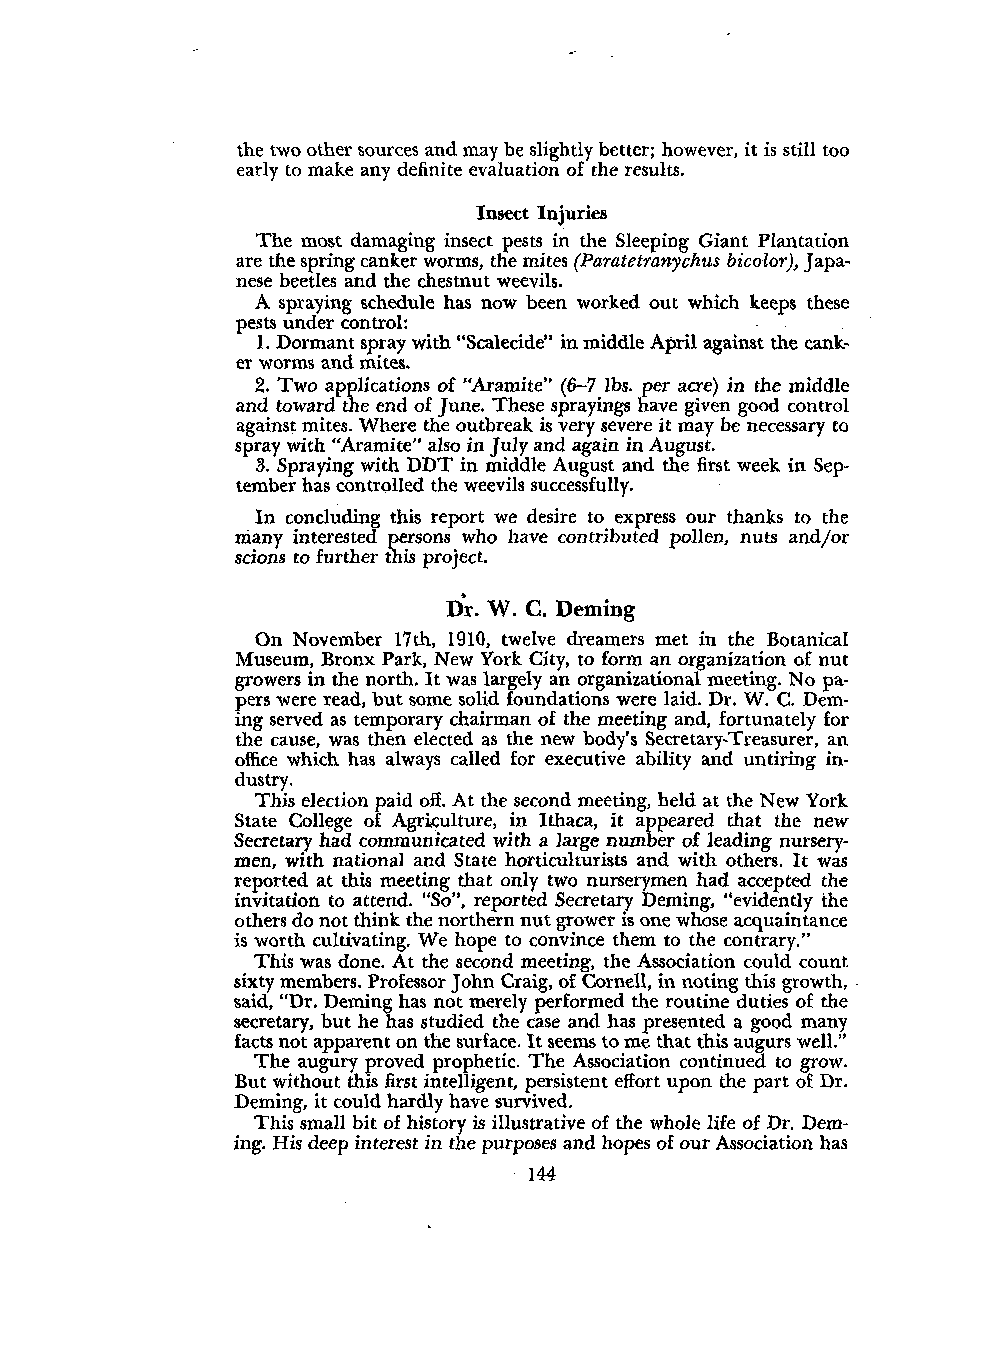 the two other sources and may be slightly better; however, it is still too
early to make any definite evaluation of the results.
Insect Injuries
The most damaging insect pests in the Sleeping Giant Plantation
are the spring canker worms, the mites (Paratetranychus bicolor), Japa-
nese beetles and the chestnut weevils.
A spraying schedule has now been worked out which keeps these
pests under control:
1. Dormant spray with "Scalecide" in middle April against the cank-
er worms and mites.
2. Two applications of "Aramite" (6–7 lbs. per acre) in the middle
and toward the end of June. These sprayings have given good control
against mites. Where the outbreak is very severe it may be necessary to
spray with "Aramite" also in July and again in August.
3. Spraying with DDT in middle August and the first week in Sep-
tember has controlled the weevils successfully.
In concluding this report we desire to express our thanks to the
many interested persons who have contributed pollen, nuts and/or
scions to further this project.
Dr. W. C. Deming
On November 17th, 1910, twelve dreamers met in the Botanical
Museum, Bronx Park, New York City, to form an organization of nut
growers in the north. It was largely an organizational meeting. No pa-
pers were read, but some solid foundations were laid. Dr. W. C. Dem-
ing served as temporary chairman of the meeting and, fortunately for
the cause, was then elected as the new body's Secretary-Treasurer, an
office which has always called for executive ability and untiring in-
dustry.
This election paid off. At the second meeting, held at the New York
State College of Agriculture, in Ithaca, it appeared that the new
Secretary had communicated with a large number of leading nursery-
men, with national and State horticulturists and with others. It was
reported at this meeting that only two nurserymen had accepted the
invitation to attend. "So", reported Secretary Deming, "evidently the
others do not think the northern nut grower is one whose acquaintance
is worth cultivating. We hope to convince them to the contrary."
This was done. At the second meeting, the Association could count
sixty members. Professor John Craig, of Cornell, in noting this growth,
said, "Dr. Deming has not merely performed the routine duties of the
secretary, but he has studied the case and has presented a good many
facts not apparent on the surface. It seems to me that this augurs well."
The augury proved prophetic. The Association continued to grow.
But without this first intelligent, persistent effort upon the part of Dr.
Deming, it could hardly have survived.
This small bit of history is illustrative of the whole life of Dr. Dem-
ing. His deep interest in the purposes and hopes of our Association has
144